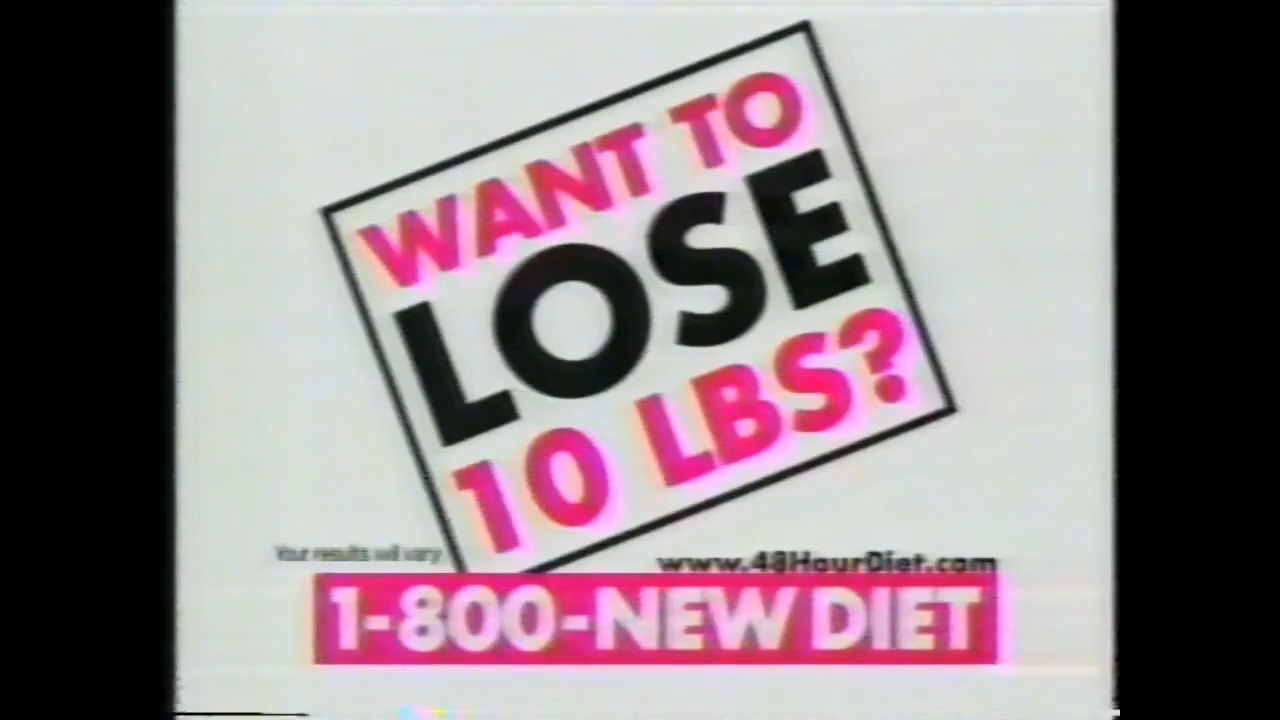 WANT TO
LOSE
10 LBS?
Your results will vary
www.48HourDiet.com
1-800-NEW DIET